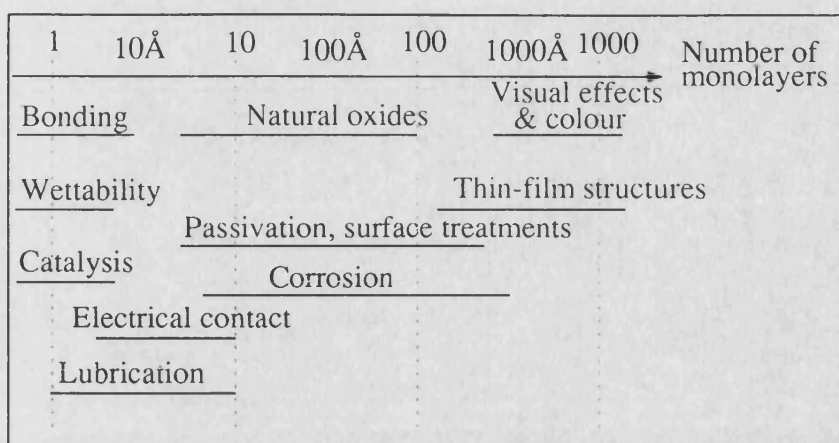 1 10Å 10 100Å 100 1000Å 1000 Number of
monolayers
Visual effects
Bonding Natural oxides & colour
Wettability Thin-film structures
Passivation, surface treatments
Catalysis Corrosion
Electrical contact
Lubrication